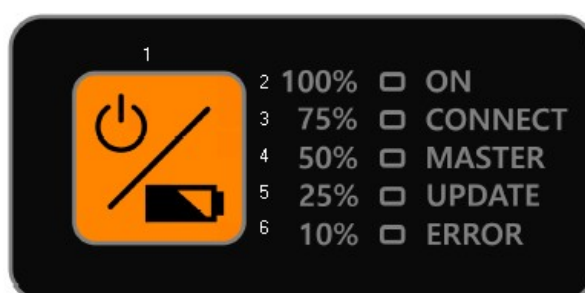 1
2 100% ON
3 75% CONNECT
4 50% MASTER
5 25% UPDATE
6 10% ERROR